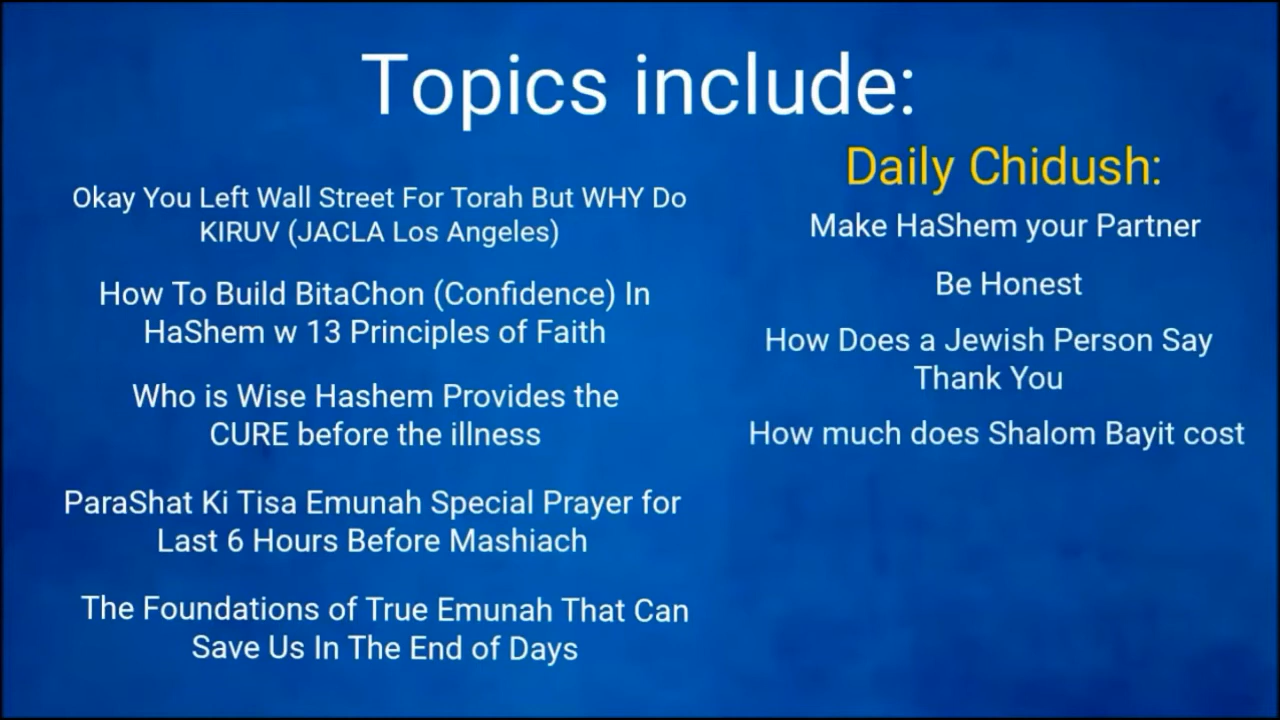 Topics include:
Okay You Left Wall Street For Torah But WHY Do
KIRUV (JACLA Los Angeles)
How To Build BitaChon (Confidence) In
HaShem w 13 Principles of Faith
Who is Wise Hashem Provides the
CURE before the illness
ParaShat Ki Tisa Emunah Special Prayer for
Last 6 Hours Before Mashiach
The Foundations of True Emunah That Can
Save Us In The End of Days
Daily Chidush:
Make HaShem your Partner
Be Honest
How Does a Jewish Person Say
Thank You
How much does Shalom Bayit cost